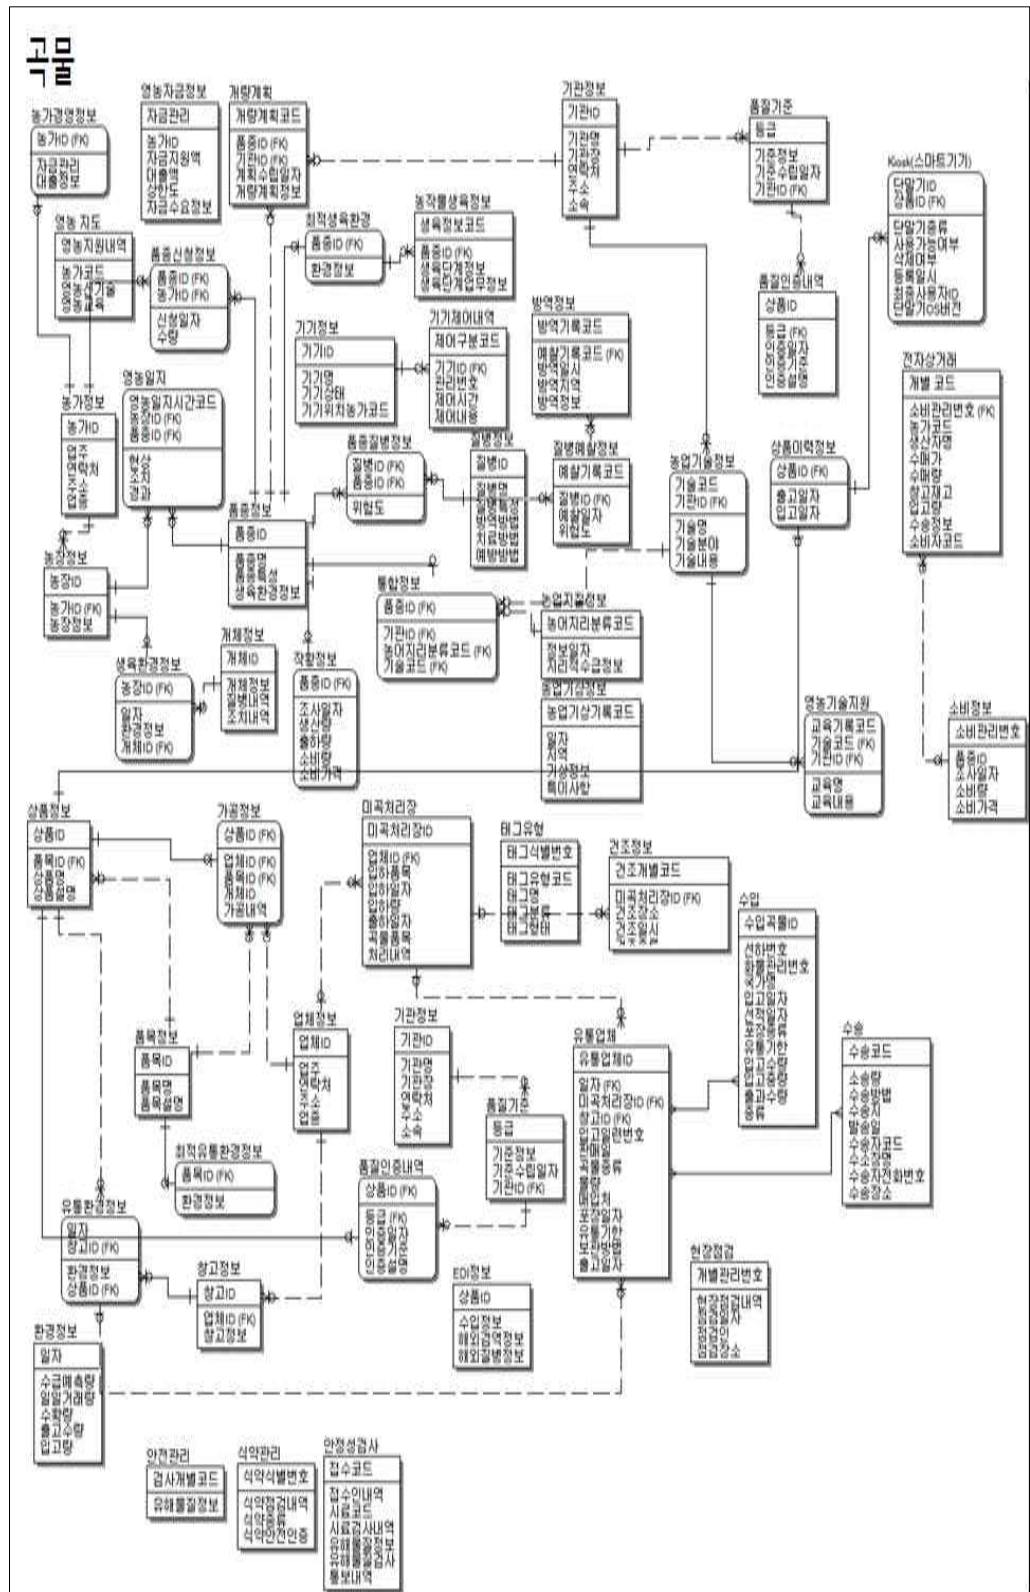 곡물
농가경영정보
농가ID (FK)
자금관리
대출정보
영농자금정보
자금관리
농가ID
자금지원액
대출액
상한도
자금수요정보
개량계획
개량계획코드
품종ID (FK)
기관ID (FK)
계획수립일자
개량계획정보
기관정보
기관ID
기관명
기관장
연락처
주소
소속
품질기준
등급
기준정보
기준수립일자
기관ID (FK)
Kiosk(스마트기기)
단말기ID
상품ID (FK)
단말기종류
사용가능여부
삭제여부
등록일시
최종사용자ID
단말기OS버전
영농 지도
영농지원내역
농가코드
품종신청정보
품종ID (FK)
농가ID (FK)
신청일자
수량
최적생육환경
품종ID (FK)
환경정보
농작물생육정보
생육정보코드
품종ID (FK)
생육단계정보
생육단계업무정보
기기정보
기기ID
기기명
기기상태
기기위치농가코드
기기제어내역
제어구분코드
기기ID (FK)
관리번호
제어시간
제어내용
방역정보
방역기록코드
예찰기록코드 (FK)
방역일시
방역지역
방역정보
품질인증내역
상품ID
등급 (FK)
인증일자
인증기준
인증설명
전자상거래
개별 코드
소비관리번호 (FK)
농가코드
생산자명
수매가
수매량
창고재고
입고량
수송정보
소비자코드
농가정보
농가ID
업주
연락처
주소
업종
영농일지
영농일지시간코드
농장ID (FK)
품종ID (FK)
현상
조치
결과
품종질병정보
질병ID (FK)
품종ID (FK)
위험도
질병정보
질병ID
질병명
치료방법
예방방법
질병예찰정보
예찰기록코드
질병ID (FK)
예찰일자
위험도
농업기술정보
기술코드
기관ID (FK)
기술명
기술분야
기술내용
상품이력정보
상품ID (FK)
출고일자
입고일자
농장정보
농장ID
농가ID (FK)
농장정보
품종정보
품종ID
품종명
품종특성
생육환경정보
통합정보
품종ID (FK)
기관ID (FK)
농어지리분류코드 (FK)
기술코드 (FK)
농업지질정보
농어지리분류코드
정보일자
지리적수급정보
생육환경정보
농장ID (FK)
일자
환경정보
개체ID (FK)
개체정보
개체ID
개체정보
질병내역
조치내역
작황정보
품종ID (FK)
조사일자
생산량
출하량
소비량
소비가격
농업기상정보
농업기상기록코드
일자
지역
기상정보
특이사항
영농기술지원
교육기록코드
기술코드 (FK)
기관ID (FK)
교육명
교육내용
소비정보
소비관리번호
품종ID
조사일자
소비량
소비가격
상품정보
상품ID
품목ID (FK)
상품명
상품설명
가공정보
상품ID (FK)
업체ID (FK)
품목ID (FK)
개체ID
가공내역
미곡처리장
미곡처리장ID
업체ID (FK)
입하품목
입하일자
입하량
출하일자
곡물품목
처리내역
태그유형
태그식별번호
태그유형코드
태그명
태그분류
태그형태
건조정보
건조개별코드
미곡처리장ID (FK)
건조장소
건조일시
수입
수입곡물ID
선하번호
화물관리번호
국가명
입고일자
선적일자
포장종류
유통기한
입고수량
입고중량
출과수량
종류
수송
수송코드
소송량
수송방법
수송시
발송일
수송자코드
수소장명
수송자전화번호
수송장소
품목정보
품목ID
품목명
품목설명
업체정보
업체ID
업주
연락처
주소
업종
기관정보
기관ID
기관명
기관장
연락처
주소
소속
품질기준
등급
기준정보
기준수립일자
기관ID (FK)
유통업체
유통업체ID
일자 (FK)
미곡처리장ID (FK)
창고ID (FK)
입고일련번호
판매일
곡물종류
물량
매입처
포장일자
유통기한
보관방법
출고일자
최적유통환경정보
품목ID (FK)
환경정보
품질인증내역
상품ID (FK)
등급 (FK)
인증일자
인증기준
인증설명
유통환경정보
일자
창고ID (FK)
환경정보
상품ID (FK)
창고정보
창고ID
업체ID (FK)
창고정보
EDI정보
상품ID
수입정보
해외검역정보
해외질병정보
현장점검
개별관리번호
현장점검내역
점검일자
점검인
점검장소
환경정보
일자
수급예측량
일일거래량
수확량
출고수량
입고량
안전관리
검사개별코드
유해물질정보
식약관리
식약식별번호
식약점검내역
식약종류
식약안전인증
안정성검사
접수코드
접수인내역
시료코드
시료검사내역
유해물질정보
유해물질검사
통보내역